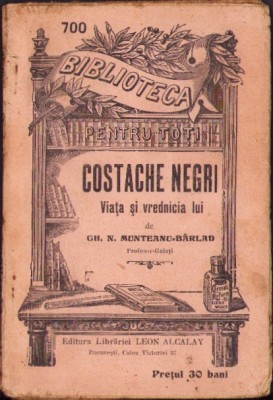 700
BIBLIOTECA
PENTRU TOȚI
COSTACHE NEGRI
Viața și vrednicia lui
de
GH. N. MUNTEANU-BÂRLAD
Profesor-Galați
Editura Librăriei LEON ALCALAY
București, Calea Victoriei 37
Prețul 30 bani